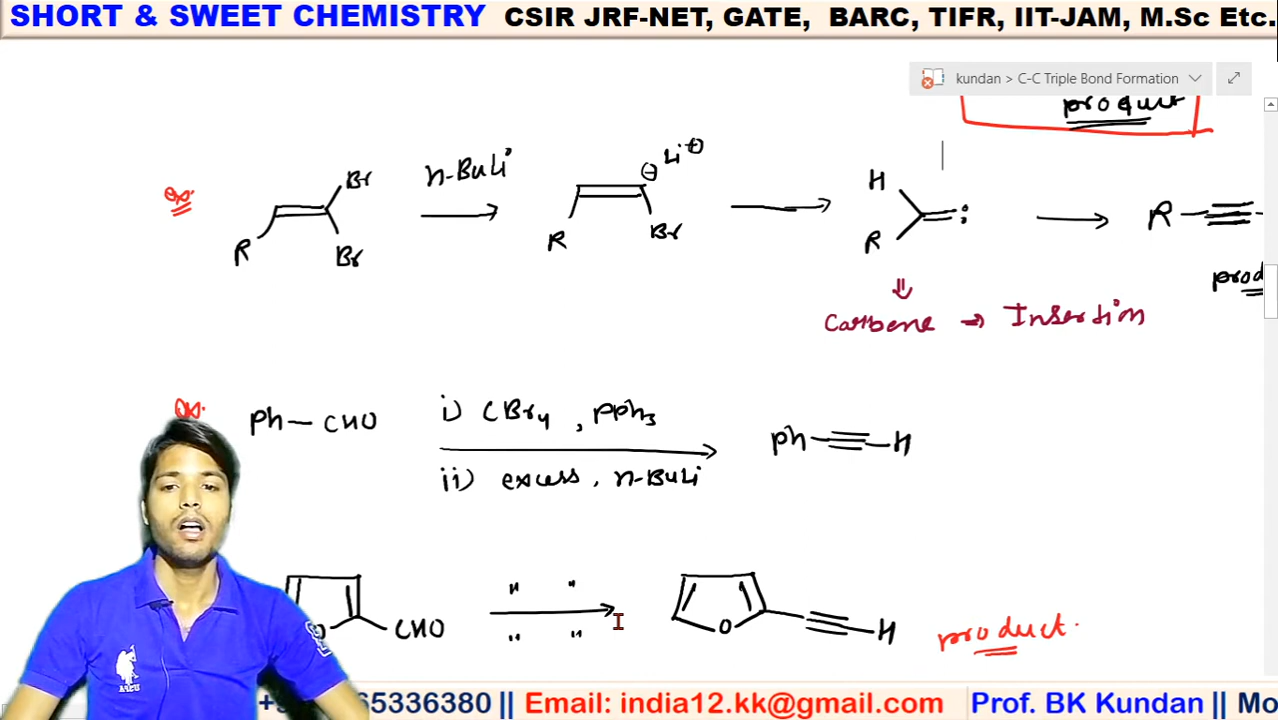 SHORT & SWEET CHEMISTRY CSIR JRF-NET, GATE, BARC, TIFR, IIT-JAM, M.Sc Etc.
kundan > C-C Triple Bond Formation
product
Ex.
Br
Br
R
n-BuLi
⊖ Li⊕
Br
R
H
R
:
R
Carbene → Insertion
Ex.
Ph–CHO
i) CBr4, PPh3
ii) excess, n-BuLi
Ph–≡–H
O
CHO
" "
" "
O
H
product.
65336380 || Email: india12.kk@gmail.com || Prof. BK Kundan ||